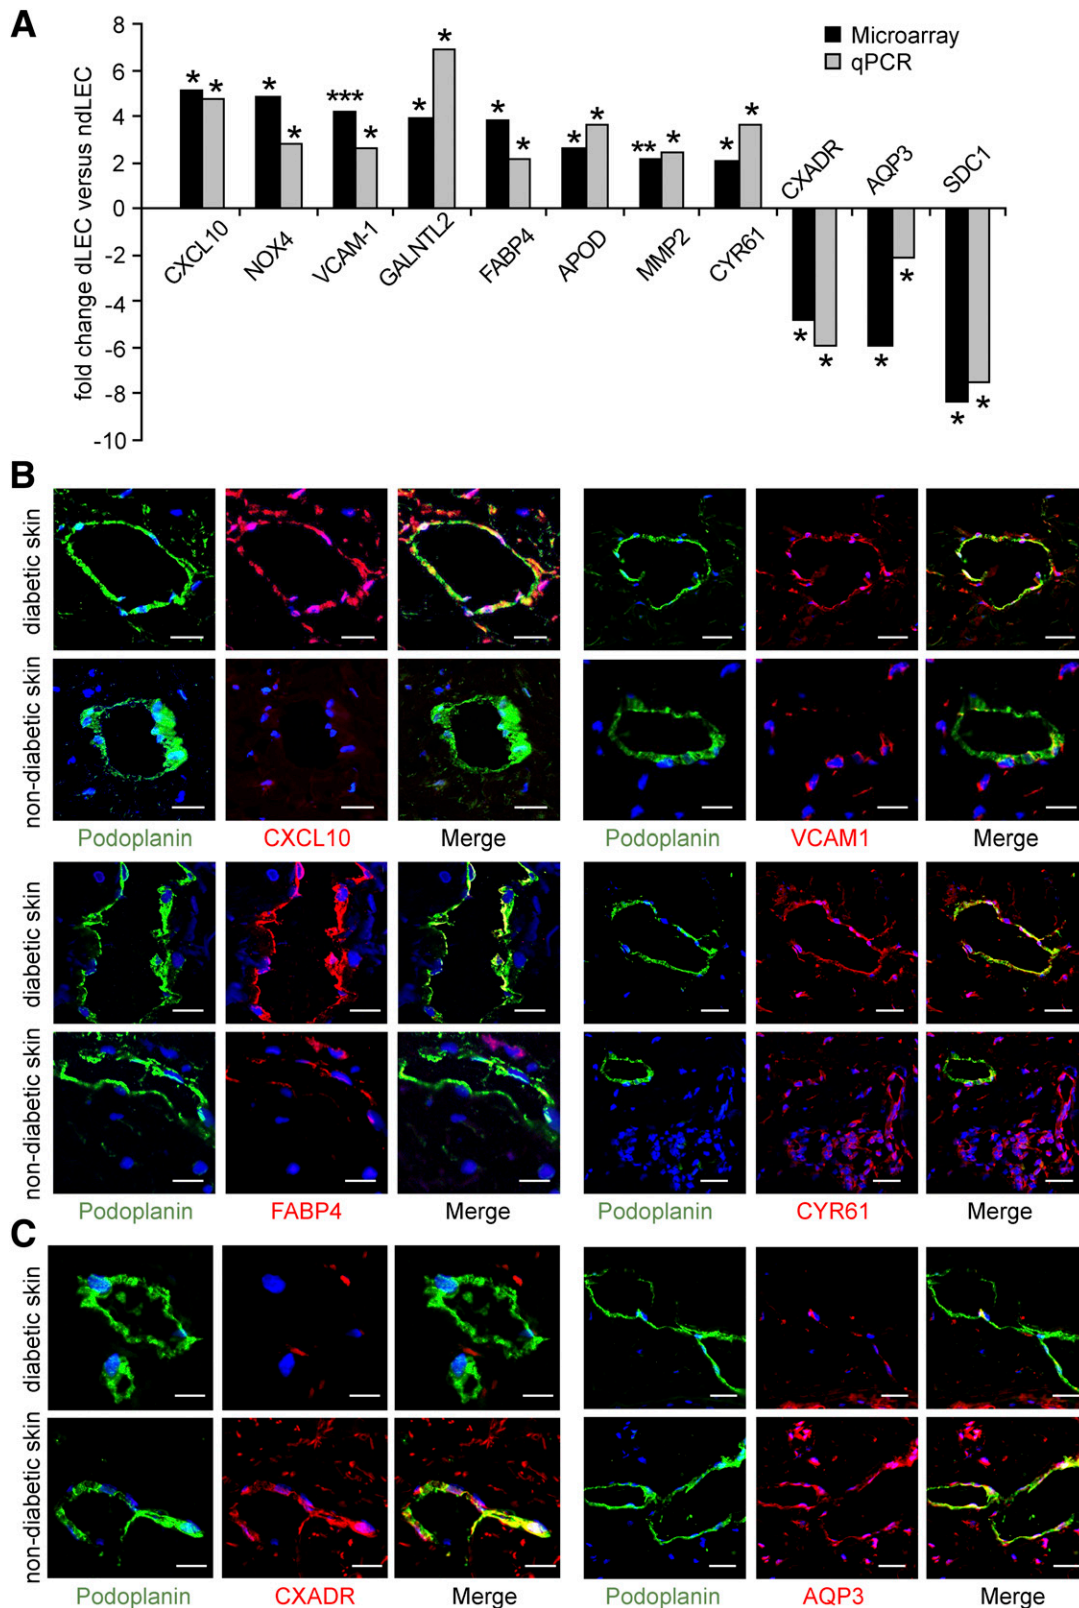 A
8
6
4
2
0
-2
-4
-6
-8
-10
fold change dLEC versus ndLEC
Microarray
qPCR
* * * * *** * * * * * * * ** * * *
CXCL10 NOX4 VCAM-1 GALNTL2 FABP4 APOD MMP2 CYR61 CXADR AQP3 SDC1
* * * * * *
B
diabetic skin
non-diabetic skin
Podoplanin CXCL10 Merge Podoplanin VCAM1 Merge
diabetic skin
non-diabetic skin
Podoplanin FABP4 Merge Podoplanin CYR61 Merge
C
diabetic skin
non-diabetic skin
Podoplanin CXADR Merge Podoplanin AQP3 Merge